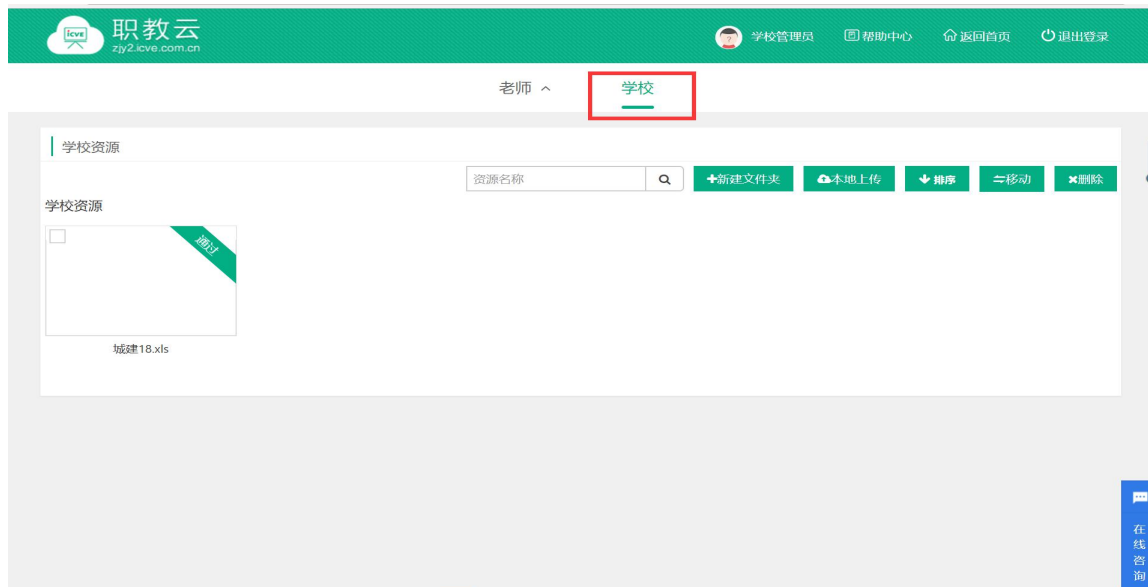 icve 职教云
zjy2.icve.com.cn
学校管理员 帮助中心 返回首页 退出登录
老师 学校
学校资源
资源名称 新建文件夹 本地上传 排序 移动 删除
学校资源
通过
城建18.xls
在线咨询